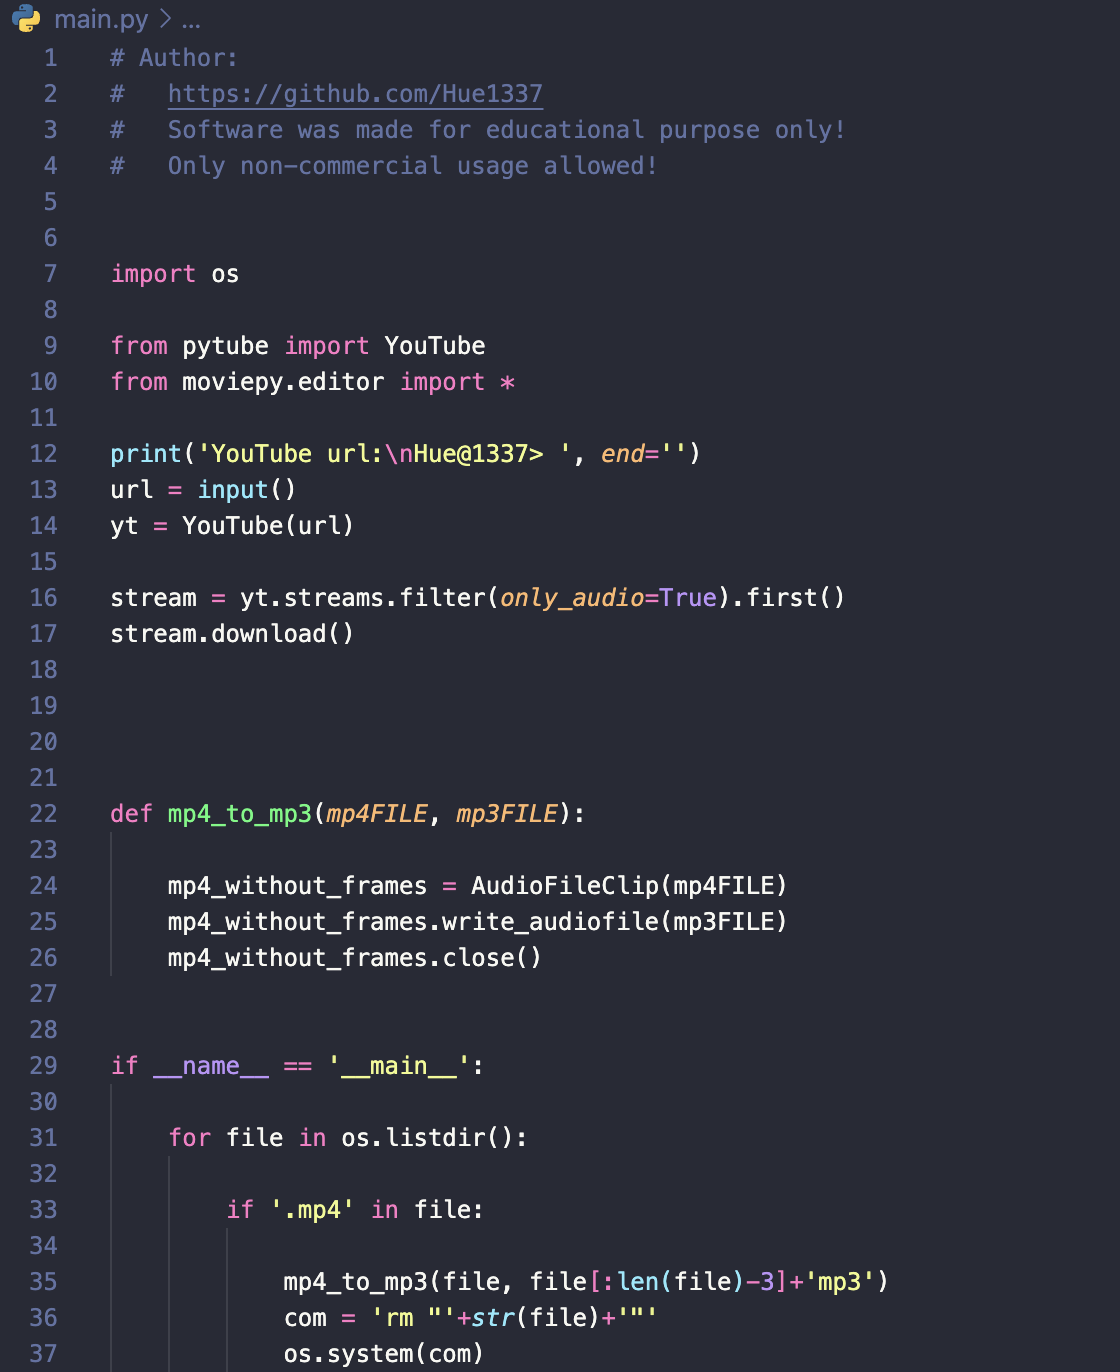 main.py > ...
1 # Author:
2 #   https://github.com/Hue1337
3 #   Software was made for educational purpose only!
4 #   Only non-commercial usage allowed!
5
6
7 import os
8
9 from pytube import YouTube
10 from moviepy.editor import *
11
12 print('YouTube url:\nHue@1337> ', end='')
13 url = input()
14 yt = YouTube(url)
15
16 stream = yt.streams.filter(only_audio=True).first()
17 stream.download()
18
19
20
21
22 def mp4_to_mp3(mp4FILE, mp3FILE):
23
24     mp4_without_frames = AudioFileClip(mp4FILE)
25     mp4_without_frames.write_audiofile(mp3FILE)
26     mp4_without_frames.close()
27
28
29 if __name__ == '__main__':
30
31     for file in os.listdir():
32
33         if '.mp4' in file:
34
35             mp4_to_mp3(file, file[:len(file)-3]+'mp3')
36             com = 'rm "'+str(file)+'"'
37             os.system(com)